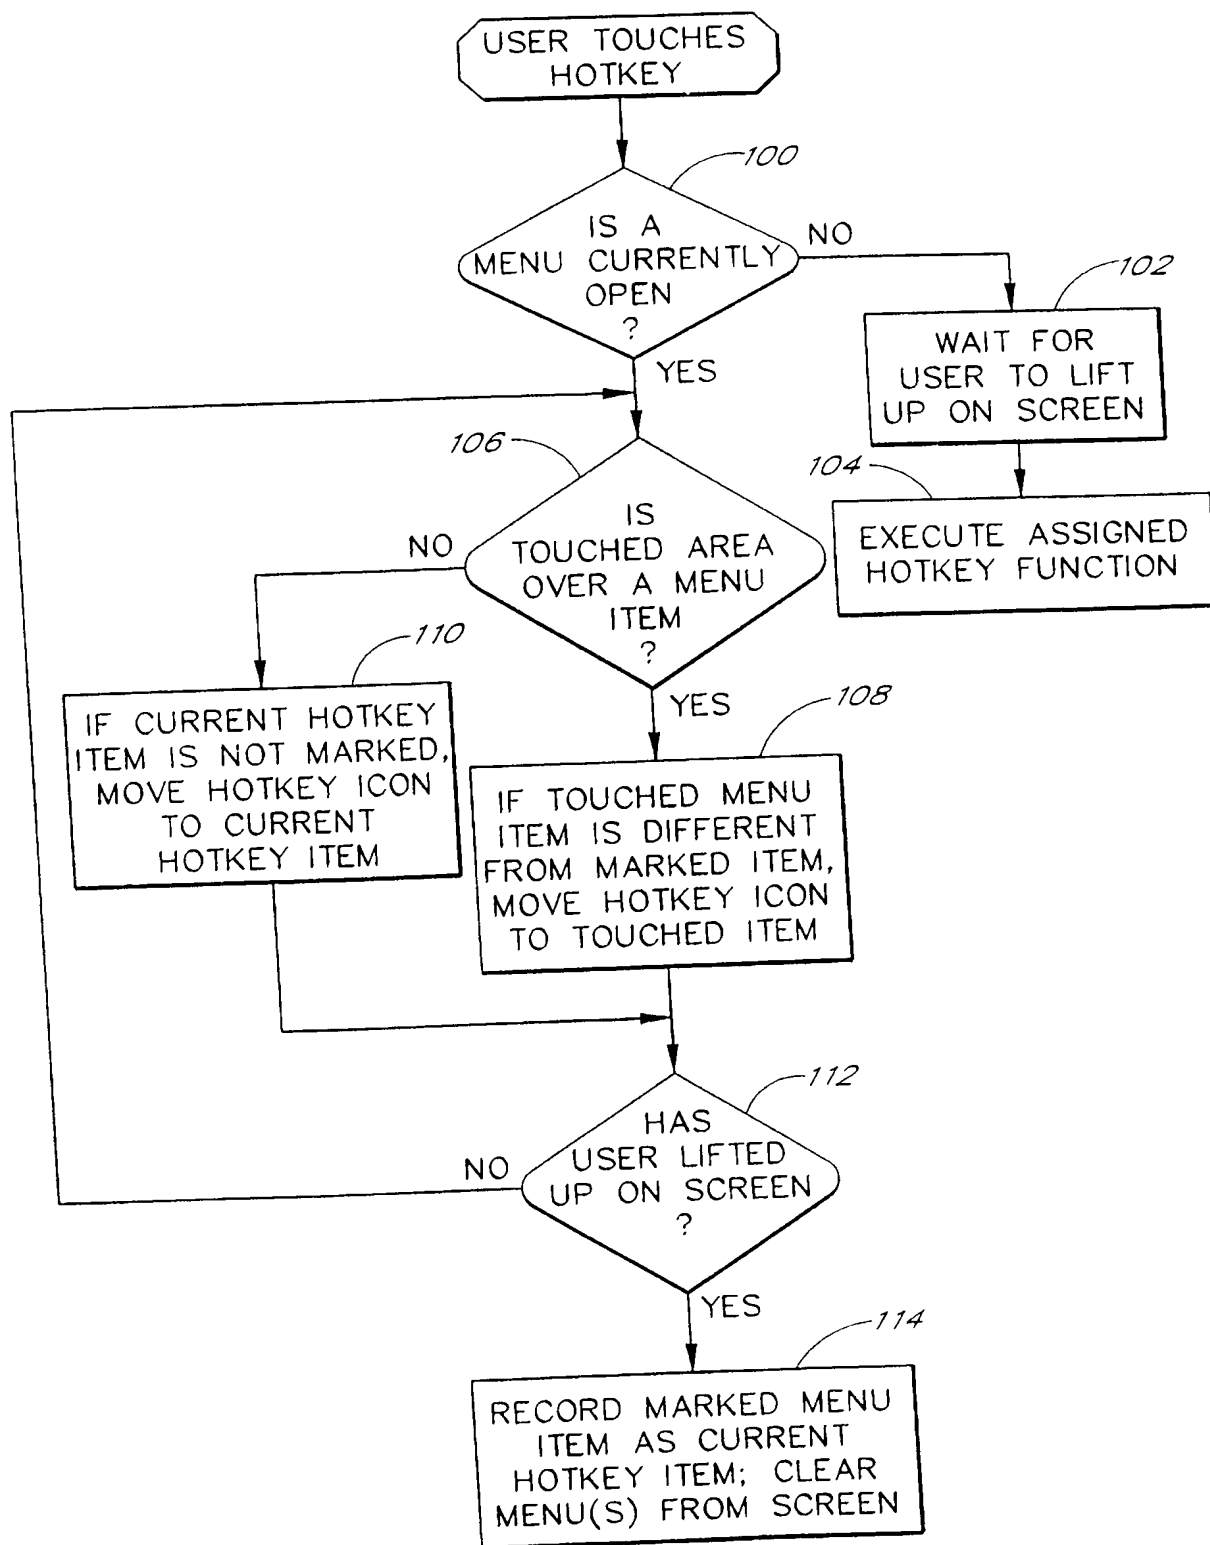 USER TOUCHES
HOTKEY
100
IS A
MENU CURRENTLY
OPEN
?
NO
YES
102
WAIT FOR
USER TO LIFT
UP ON SCREEN
104
EXECUTE ASSIGNED
HOTKEY FUNCTION
106
IS
TOUCHED AREA
OVER A MENU
ITEM
?
NO
YES
110
IF CURRENT HOTKEY
ITEM IS NOT MARKED,
MOVE HOTKEY ICON
TO CURRENT
HOTKEY ITEM
108
IF TOUCHED MENU
ITEM IS DIFFERENT
FROM MARKED ITEM,
MOVE HOTKEY ICON
TO TOUCHED ITEM
112
HAS
USER LIFTED
UP ON SCREEN
?
NO
YES
114
RECORD MARKED MENU
ITEM AS CURRENT
HOTKEY ITEM; CLEAR
MENU(S) FROM SCREEN